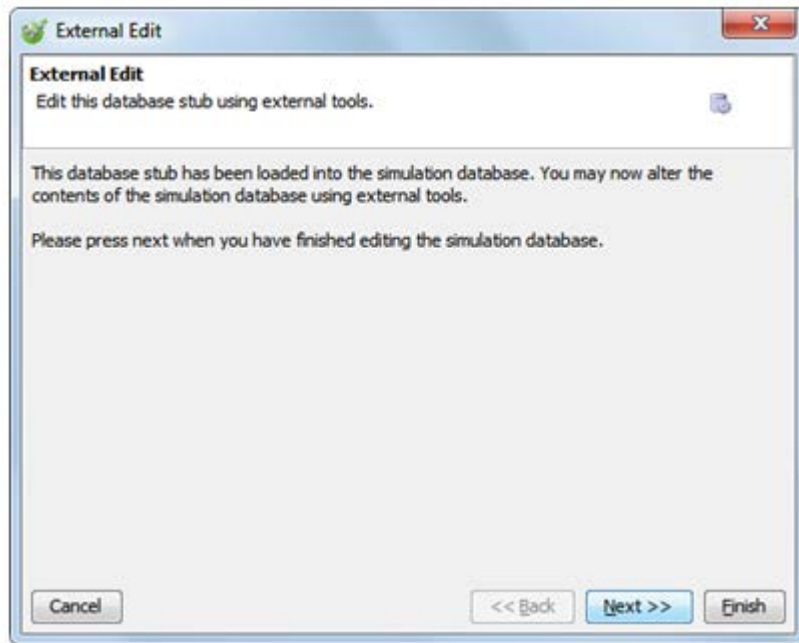 External Edit
External Edit
Edit this database stub using external tools.
This database stub has been loaded into the simulation database. You may now alter the
contents of the simulation database using external tools.
Please press next when you have finished editing the simulation database.
Cancel
<< Back
Next >>
Finish